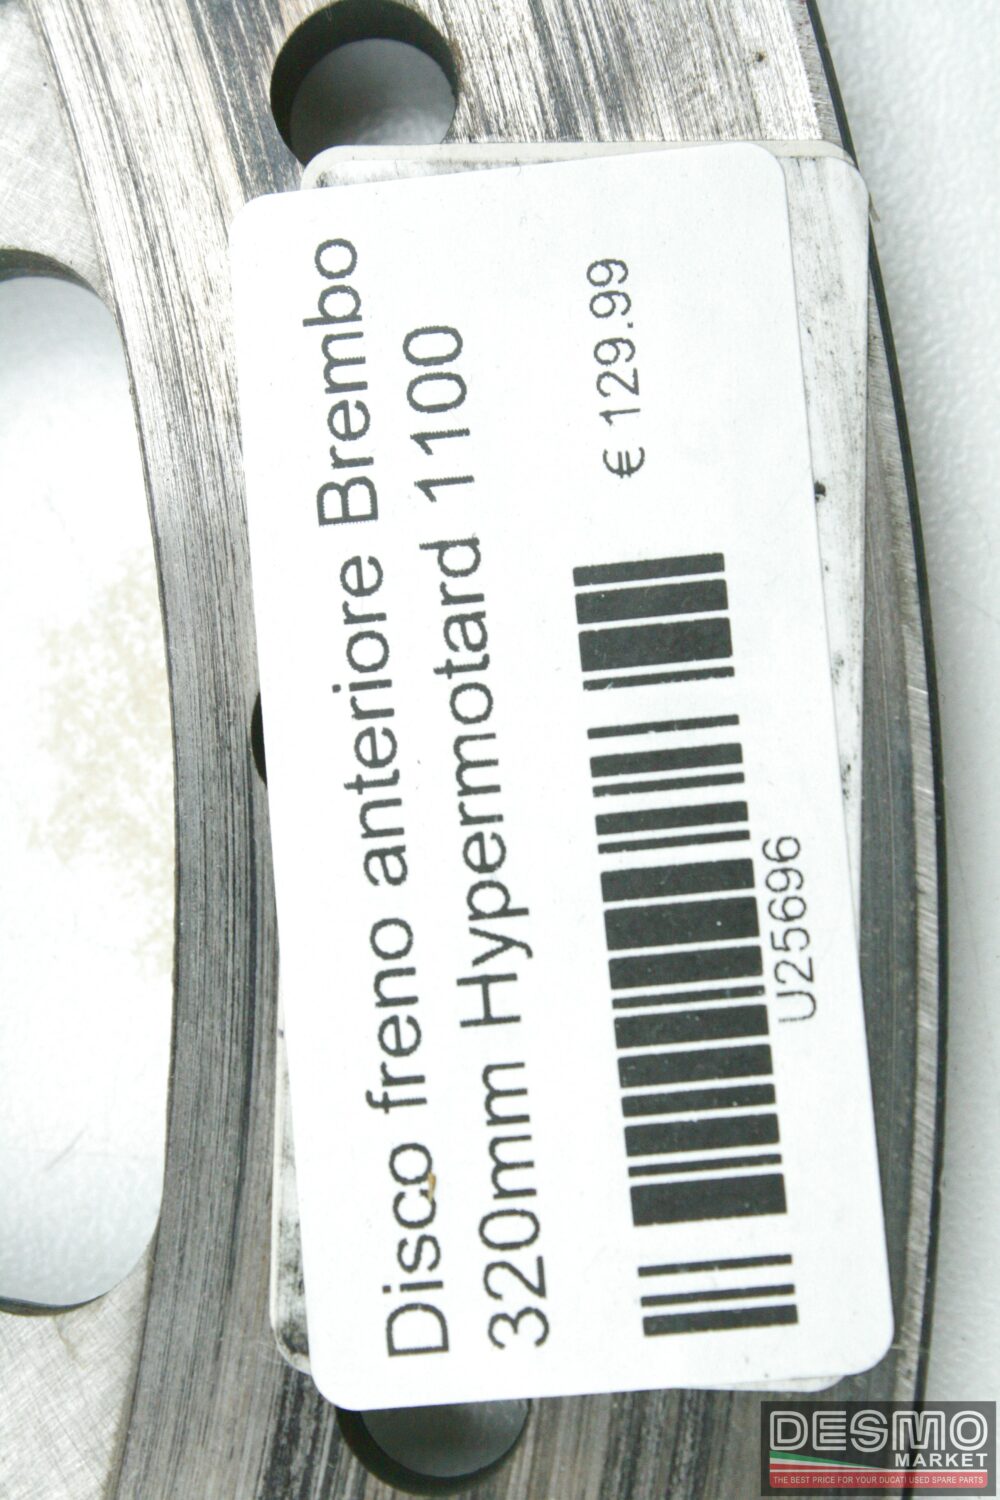 Disco freno anteriore Brembo
320mm Hypermotard 1100
€ 129.99
U25696
DESMO
MARKET
THE BEST PRICE FOR YOUR DUCATI USED SPARE PARTS